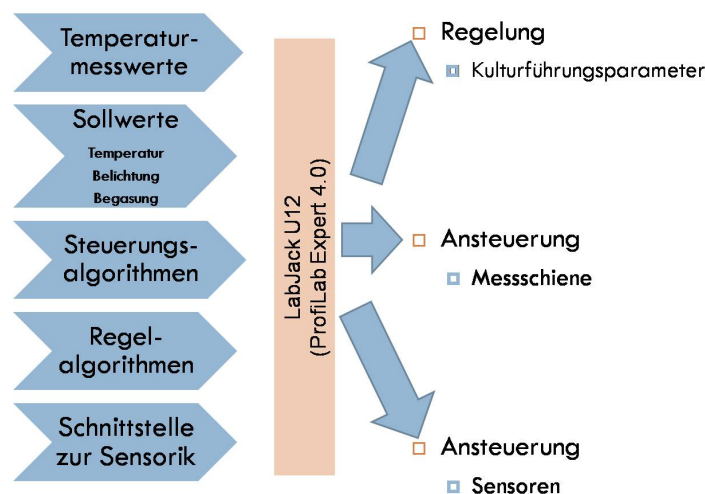 Temperatur-
messwerte
Sollwerte
Temperatur
Belichtung
Begasung
Steuerungs-
algorithmen
Regel-
algorithmen
Schnittstelle
zur Sensorik
LabJack U12
(ProfiLab Expert 4.0)
Regelung
Kulturführungsparameter
Ansteuerung
Messschiene
Ansteuerung
Sensoren